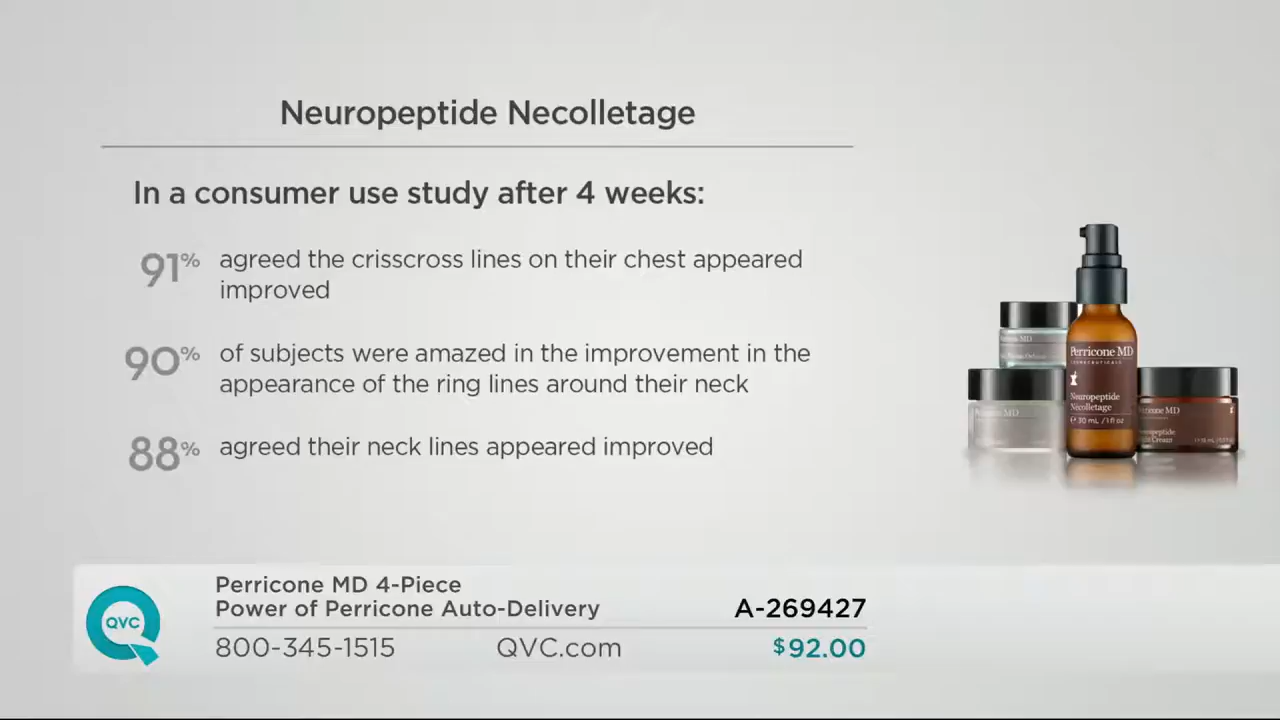 Neuropeptide Necolletage
In a consumer use study after 4 weeks:
91% agreed the crisscross lines on their chest appeared
improved
90% of subjects were amazed in the improvement in the
appearance of the ring lines around their neck
88% agreed their neck lines appeared improved
Perricone MD
Perricone MD
Perricone MD
Neuropeptide
Necolletage
30 mL / 1 fl oz
QVC
Perricone MD 4-Piece
Power of Perricone Auto-Delivery
A-269427
800-345-1515
QVC.com
$92.00